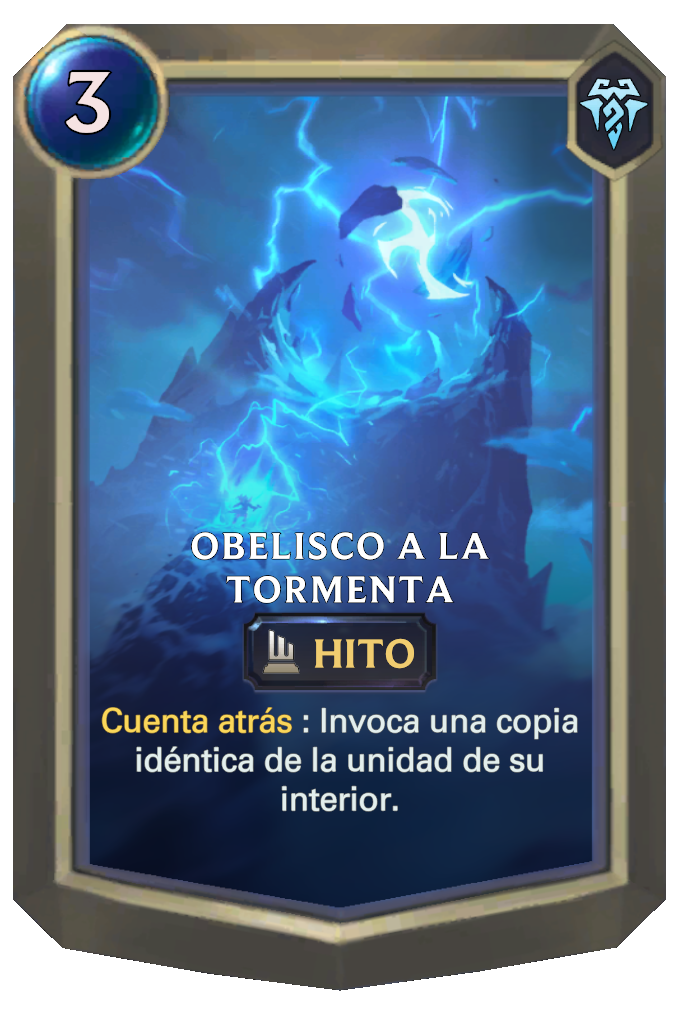 3
OBELISCO A LA
TORMENTA
HITO
Cuenta atrás : Invoca una copia
idéntica de la unidad de su
interior.